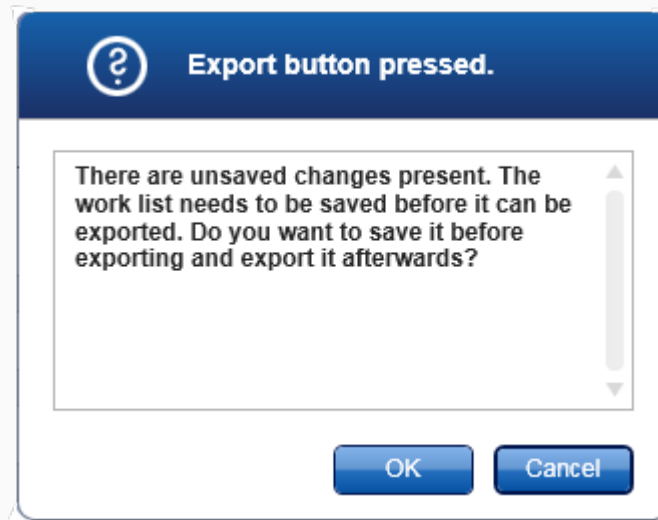 Export button pressed.
There are unsaved changes present. The
work list needs to be saved before it can be
exported. Do you want to save it before
exporting and export it afterwards?
OK
Cancel